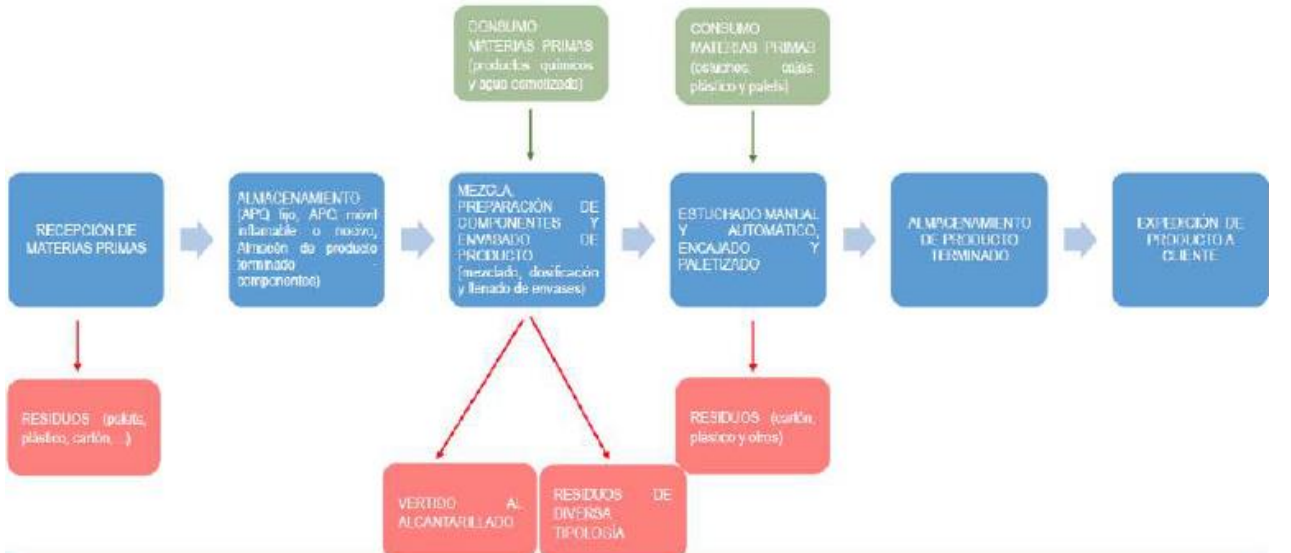 CONSUMO
MATERIAS PRIMAS
(productos químicos
y agua osmotizada)
CONSUMO
MATERIAS PRIMAS
(estuches, cajas,
plástico y palets)
RECEPCIÓN DE
MATERIAS PRIMAS
ALMACENAMIENTO
(APQ fijo, APQ móvil
inflamable o nocivo,
Almacén de producto
terminado -
componentes)
MEZCLA,
PREPARACIÓN DE
COMPONENTES Y
ENVASADO DE
PRODUCTO
(mezclado, dosificación
y llenado de envases)
ESTUCHADO MANUAL
Y AUTOMÁTICO,
ENCAJADO Y
PALETIZADO
ALMACENAMIENTO
DE PRODUCTO
TERMINADO
EXPEDICIÓN DE
PRODUCTO A
CLIENTE
RESIDUOS (palets,
plástico, cartón, ...)
VERTIDO AL
ALCANTARILLADO
RESIDUOS DE
DIVERSA
TIPOLOGÍA
RESIDUOS (cartón,
plástico y otros)